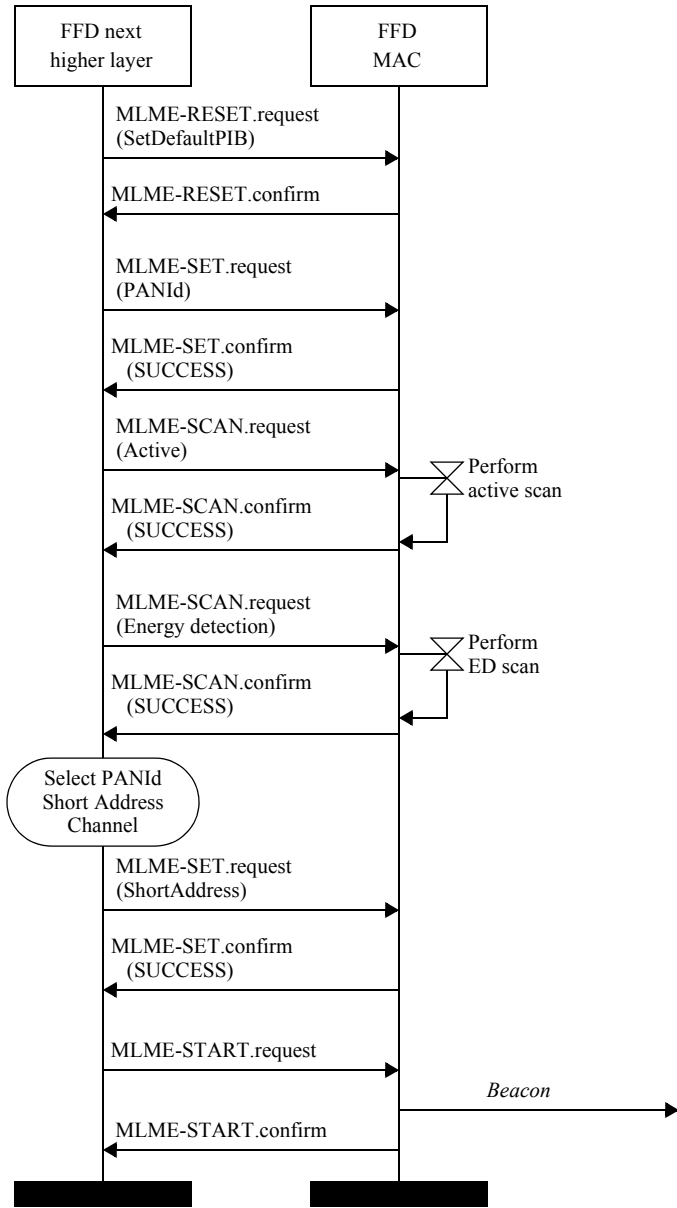 FFD next
higher layer
FFD
MAC
MLME-RESET.request
(SetDefaultPIB)
MLME-RESET.confirm
MLME-SET.request
(PANId)
MLME-SET.confirm
(SUCCESS)
MLME-SCAN.request
(Active)
Perform
active scan
MLME-SCAN.confirm
(SUCCESS)
MLME-SCAN.request
(Energy detection)
Perform
ED scan
MLME-SCAN.confirm
(SUCCESS)
Select PANId
Short Address
Channel
MLME-SET.request
(ShortAddress)
MLME-SET.confirm
(SUCCESS)
MLME-START.request
Beacon
MLME-START.confirm